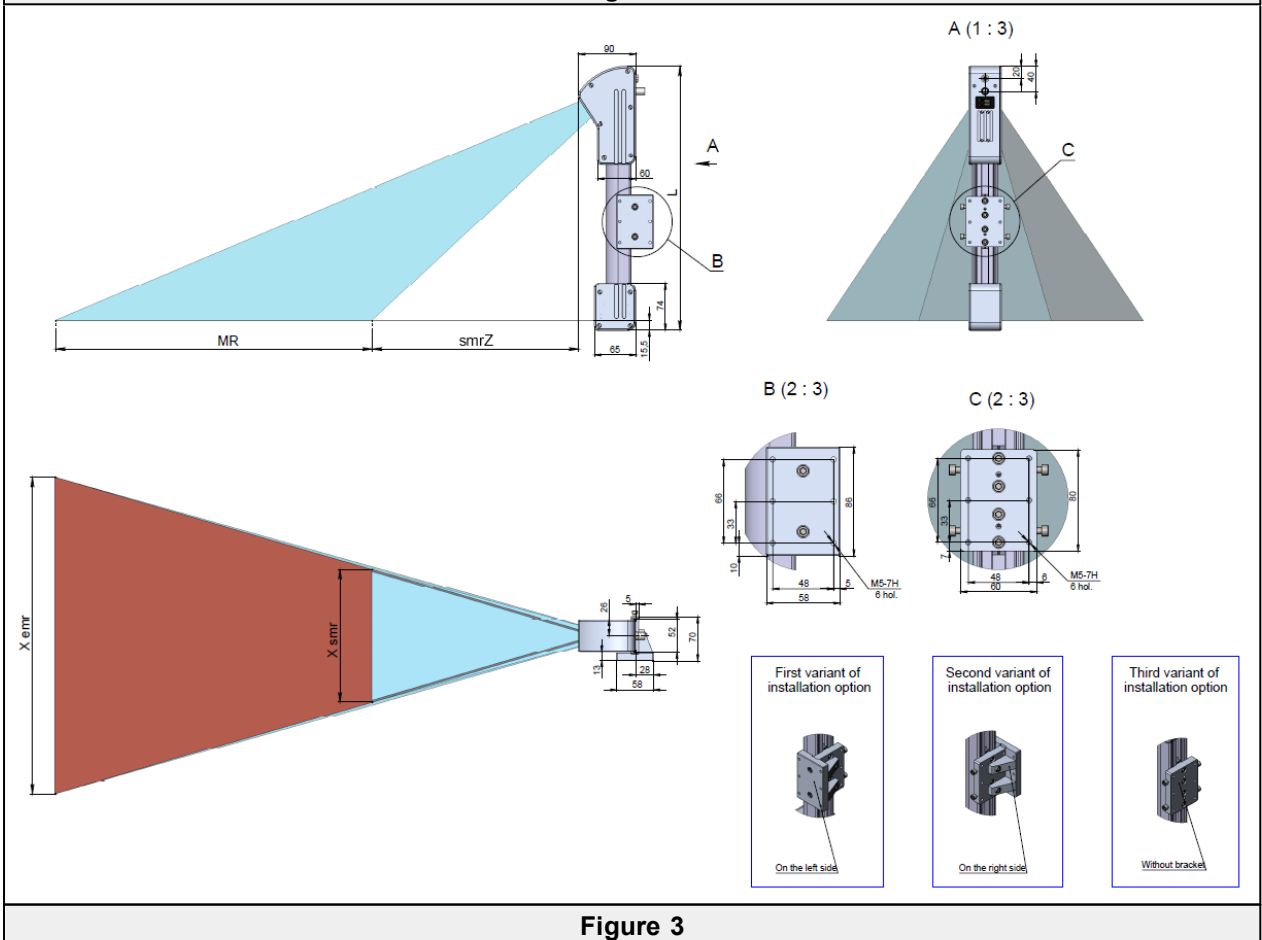 A (1 : 3)
90
20
40
A
C
60
L
B
74
MR
smrZ
65
15,5
B (2 : 3)
C (2 : 3)
66
33
10
86
48
5
58
M5-7H
6 hol.
66
33
7
80
48
6
60
M5-7H
6 hol.
X emr
X smr
26
5
52
70
13
28
58
First variant of
installation option
On the left side
Second variant of
installation option
On the right side
Third variant of
installation option
Without bracket
Figure 3